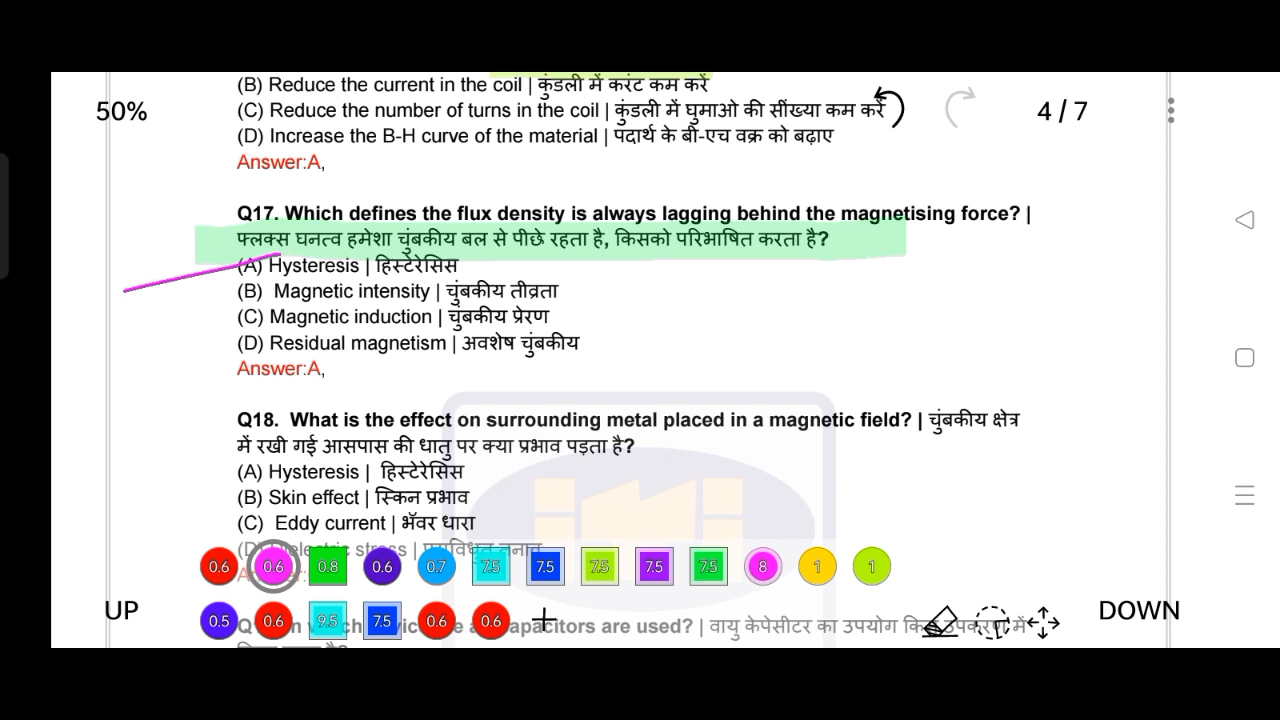 (B) Reduce the current in the coil | कुंडली में करंट कम करें
50%
(C) Reduce the number of turns in the coil | कुंडली में घुमाओ की सींख्या कम करें
4 / 7
(D) Increase the B-H curve of the material | पदार्थ के बी-एच वक्र को बढ़ाए
Answer:A,
Q17. Which defines the flux density is always lagging behind the magnetising force? |
फ्लक्स घनत्व हमेशा चुंबकीय बल से पीछे रहता है, किसको परिभाषित करता है?
(A) Hysteresis | हिस्टेरेसिस
(B) Magnetic intensity | चुंबकीय तीव्रता
(C) Magnetic induction | चुंबकीय प्रेरण
(D) Residual magnetism | अवशेष चुंबकीय
Answer:A,
Q18. What is the effect on surrounding metal placed in a magnetic field? | चुंबकीय क्षेत्र
में रखी गई आसपास की धातु पर क्या प्रभाव पड़ता है?
(A) Hysteresis | हिस्टेरेसिस
(B) Skin effect | स्किन प्रभाव
(C) Eddy current | भॅवर धारा
(D) Dielectric stress |
0.6 0.6 0.8 0.6 0.7 7.5 7.5 7.5 7.5 7.5 8 1 1
UP
0.5 0.6 9.5 7.5 0.6 0.6
DOWN
capacitors are used? | वायु केपेसीटर का उपयोग किस उपकरण में